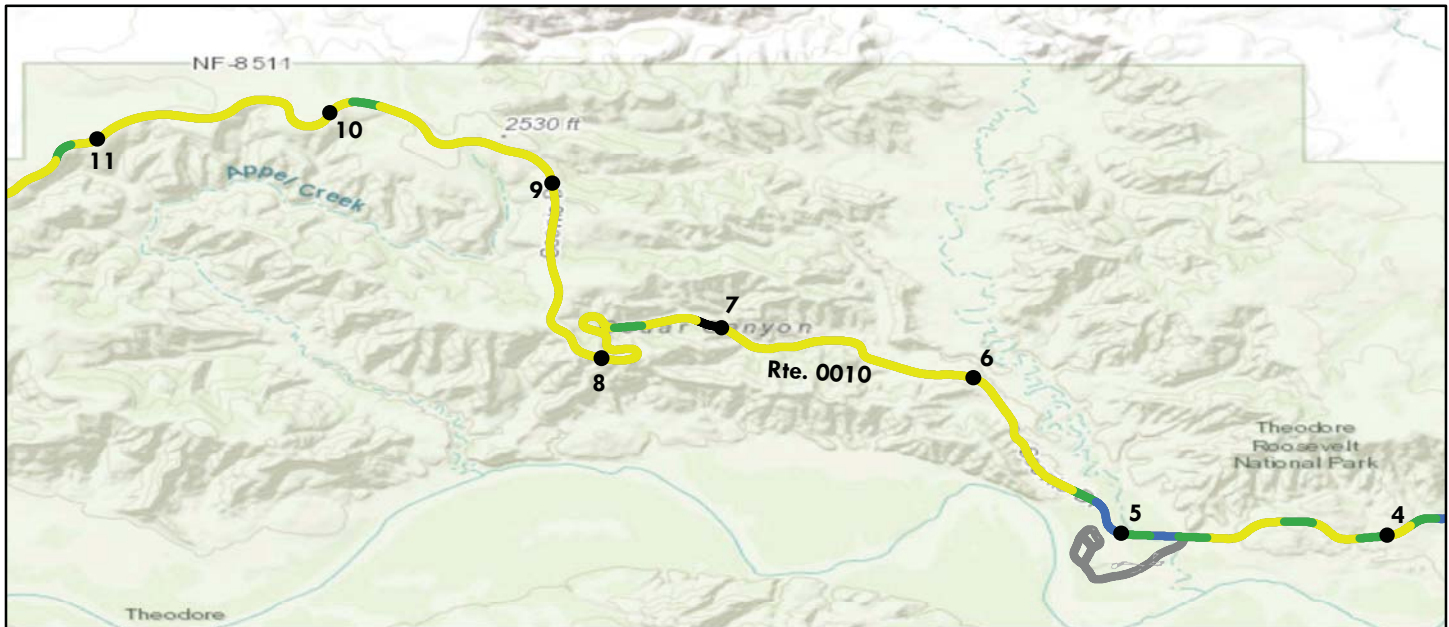 NF-8511
10
2530 ft
11
Appel Creek
9
7
Canyon
6
Rte. 0010
8
Theodore
Roosevelt
National Park
5
4
Theodore